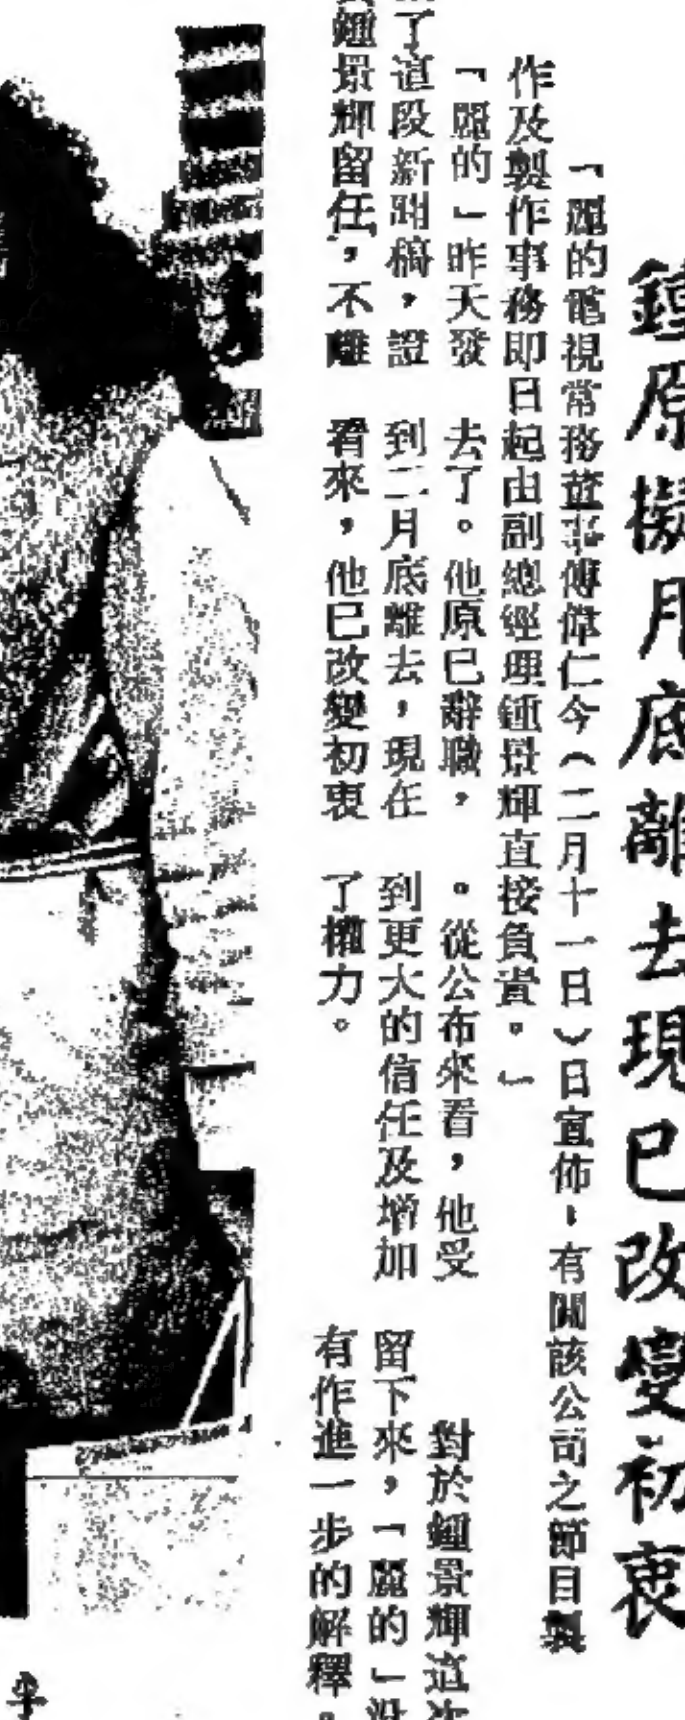 鍾原擬月底離去現已改變初衷
「麗的電視常務董事傅偉仁今（二月十一日）日宣佈，有關該公司之節目製
作及製作事務即日起由副總經理鍾景輝直接負責。」
「麗的」昨天發
了這段新聞稿，證
鍾景輝留任，不離
去了。他原已辭職，
到二月底離去，現在
看來，他已改變初衷
。從公布來看，他受
到更大的信任及增加
了權力。
對於鍾景輝這次
留下來，「麗的」沒
有作進一步的解釋。